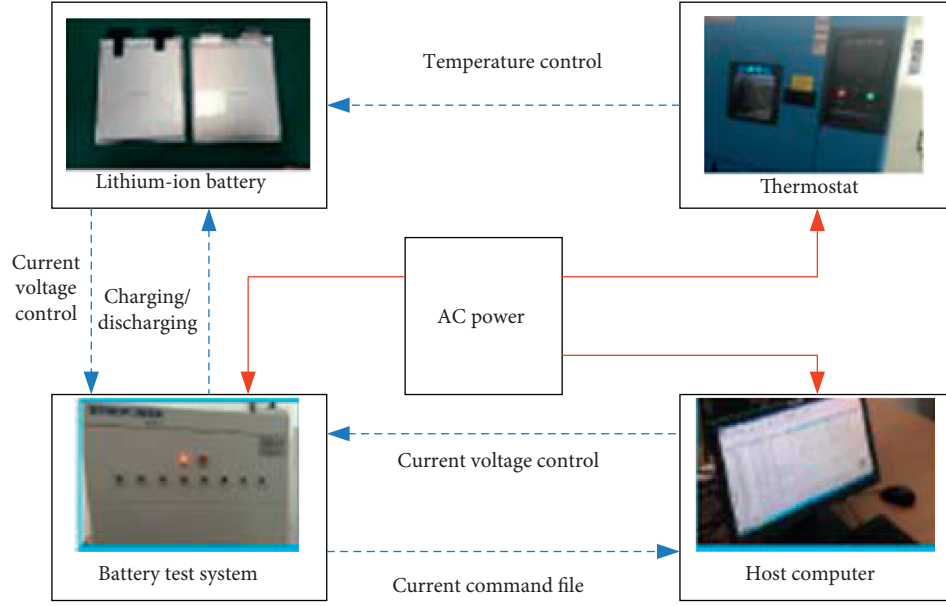 Temperature control
Lithium-ion battery
Thermostat
Current
voltage
control
Charging/
discharging
AC power
Current voltage control
Battery test system
Host computer
Current command file